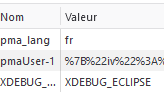 Nom Valeur
pma_lang fr
pmaUser-1 %7B%22iv%22%3A%
XDEBUG_... XDEBUG_ECLIPSE